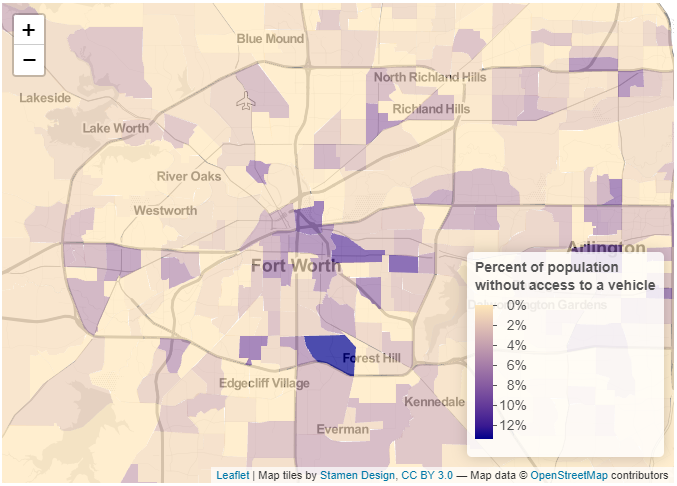 +
−
Blue Mound
North Richland Hills
Lakeside
Richland Hills
Lake Worth
River Oaks
Westworth
Arlington
Fort Worth
Percent of population
without access to a vehicle
0%
Gardens
2%
4%
6%
8%
10%
12%
Forest Hill
Edgecliff Village
Kennedale
Everman
Leaflet | Map tiles by Stamen Design, CC BY 3.0 — Map data © OpenStreetMap contributors